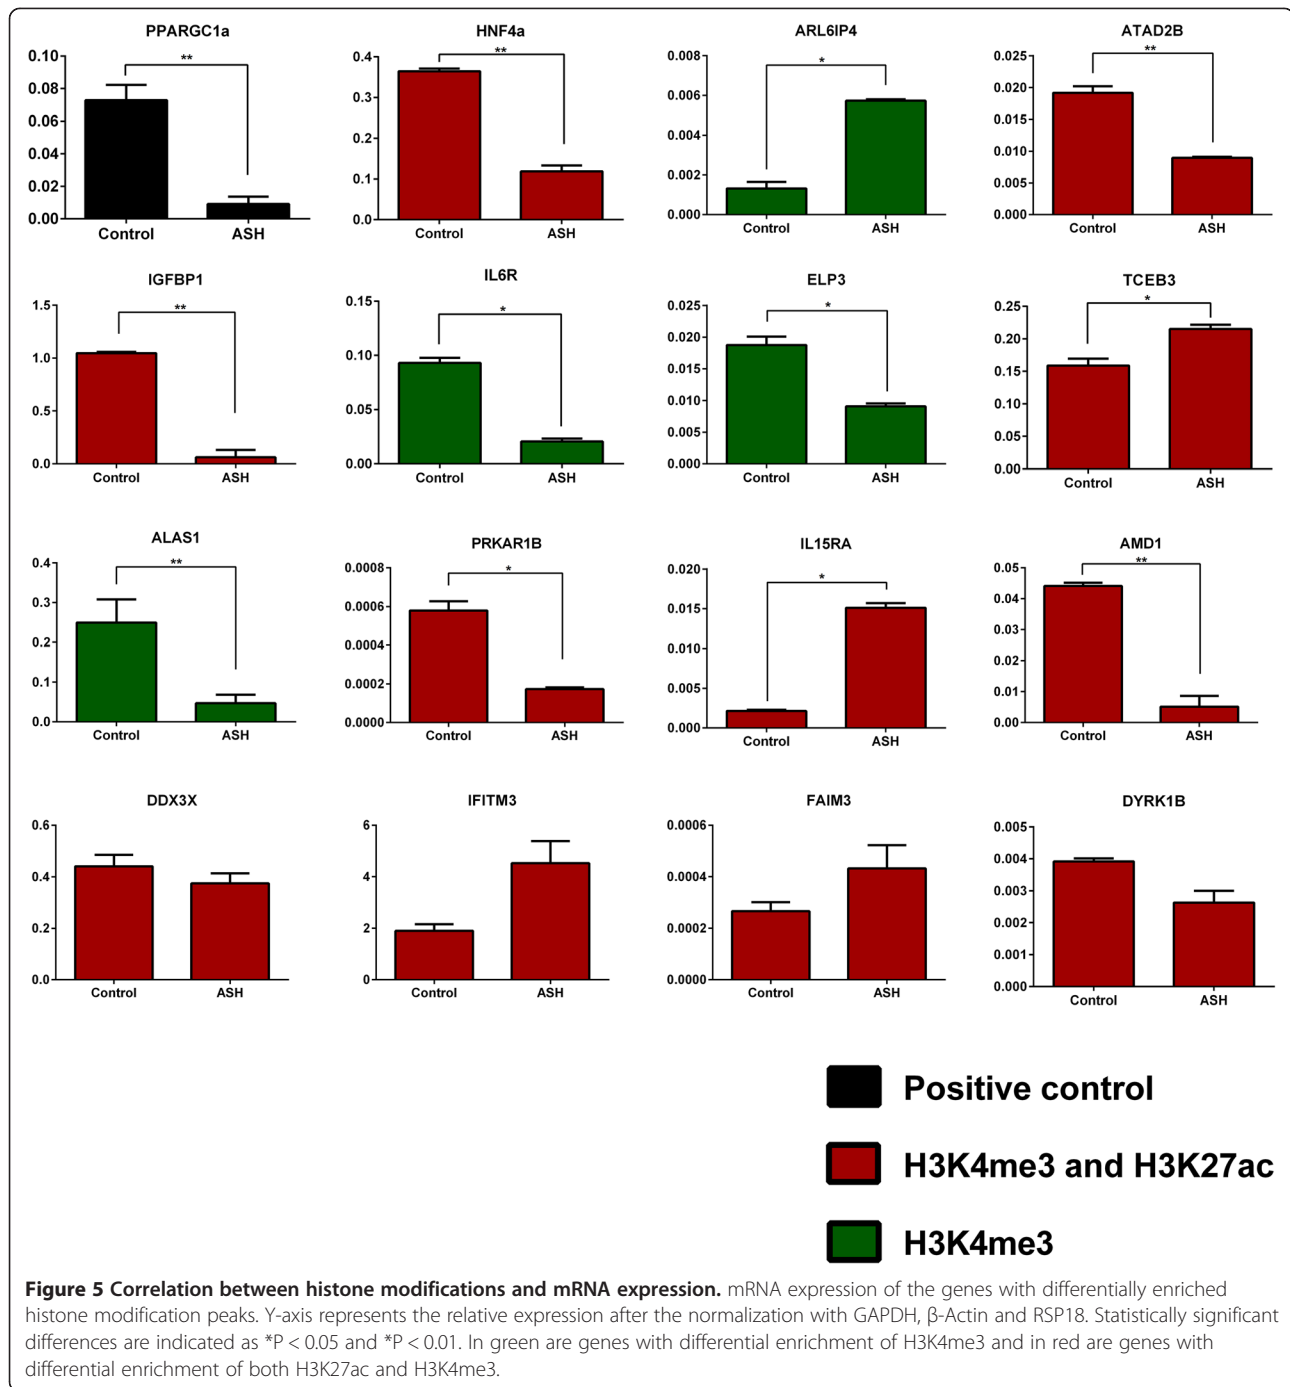 PPARGC1a
0.10
0.08
0.06
0.04
0.02
0.00
**
Control
ASH
HNF4a
0.4
0.3
0.2
0.1
0.0
**
Control
ASH
ARL6IP4
0.008
0.006
0.004
0.002
0.000
*
Control
ASH
ATAD2B
0.025
0.020
0.015
0.010
0.005
0.000
**
Control
ASH
IGFBP1
1.5
1.0
0.5
0.0
**
Control
ASH
IL6R
0.15
0.10
0.05
0.00
*
Control
ASH
ELP3
0.025
0.020
0.015
0.010
0.005
0.000
*
Control
ASH
TCEB3
0.25
0.20
0.15
0.10
0.05
0.00
*
Control
ASH
ALAS1
0.4
0.3
0.2
0.1
0.0
**
Control
ASH
PRKAR1B
0.0008
0.0006
0.0004
0.0002
0.0000
*
Control
ASH
IL15RA
0.020
0.015
0.010
0.005
0.000
*
Control
ASH
AMD1
0.05
0.04
0.03
0.02
0.01
0.00
**
Control
ASH
DDX3X
0.6
0.4
0.2
0.0
Control
ASH
IFITM3
6
4
2
0
Control
ASH
FAIM3
0.0006
0.0004
0.0002
0.0000
Control
ASH
DYRK1B
0.005
0.004
0.003
0.002
0.001
0.000
Control
ASH
Positive control
H3K4me3 and H3K27ac
H3K4me3
Figure 5 Correlation between histone modifications and mRNA expression. mRNA expression of the genes with differentially enriched
histone modification peaks. Y-axis represents the relative expression after the normalization with GAPDH, β-Actin and RSP18. Statistically significant
differences are indicated as *P < 0.05 and *P < 0.01. In green are genes with differential enrichment of H3K4me3 and in red are genes with
differential enrichment of both H3K27ac and H3K4me3.